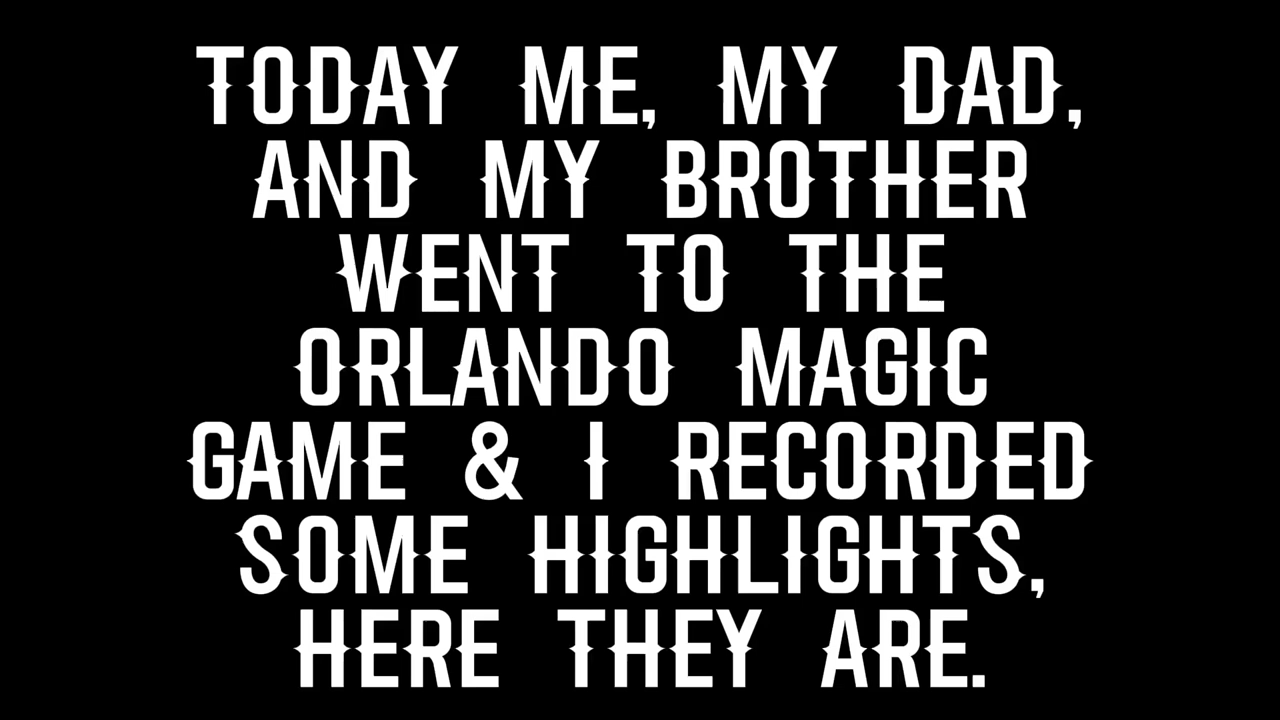 TODAY ME, MY DAD,
AND MY BROTHER
WENT TO THE
ORLANDO MAGIC
GAME & I RECORDED
SOME HIGHLIGHTS,
HERE THEY ARE.